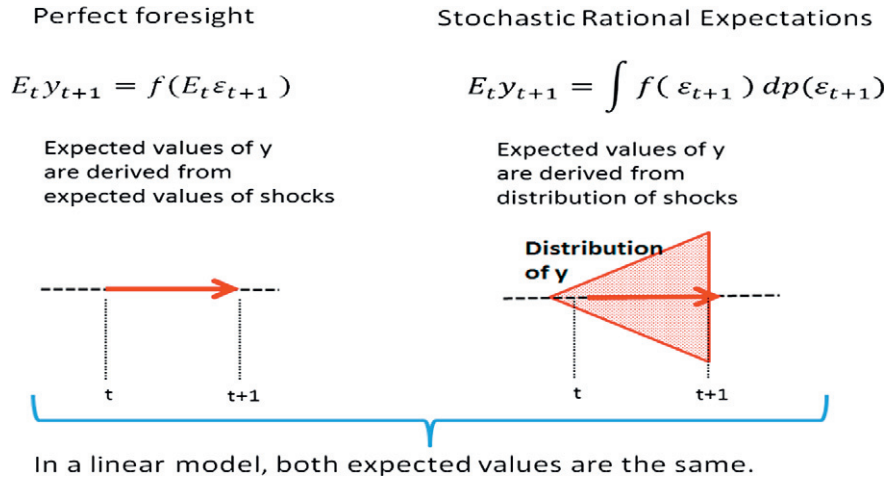 Perfect foresight
E_t y_{t+1} = f(E_t ε_{t+1} )
Expected values of y
are derived from
expected values of shocks
t
t+1
Stochastic Rational Expectations
E_t y_{t+1} = ∫ f( ε_{t+1} ) dp(ε_{t+1})
Expected values of y
are derived from
distribution of shocks
Distribution
of y
t
t+1
In a linear model, both expected values are the same.